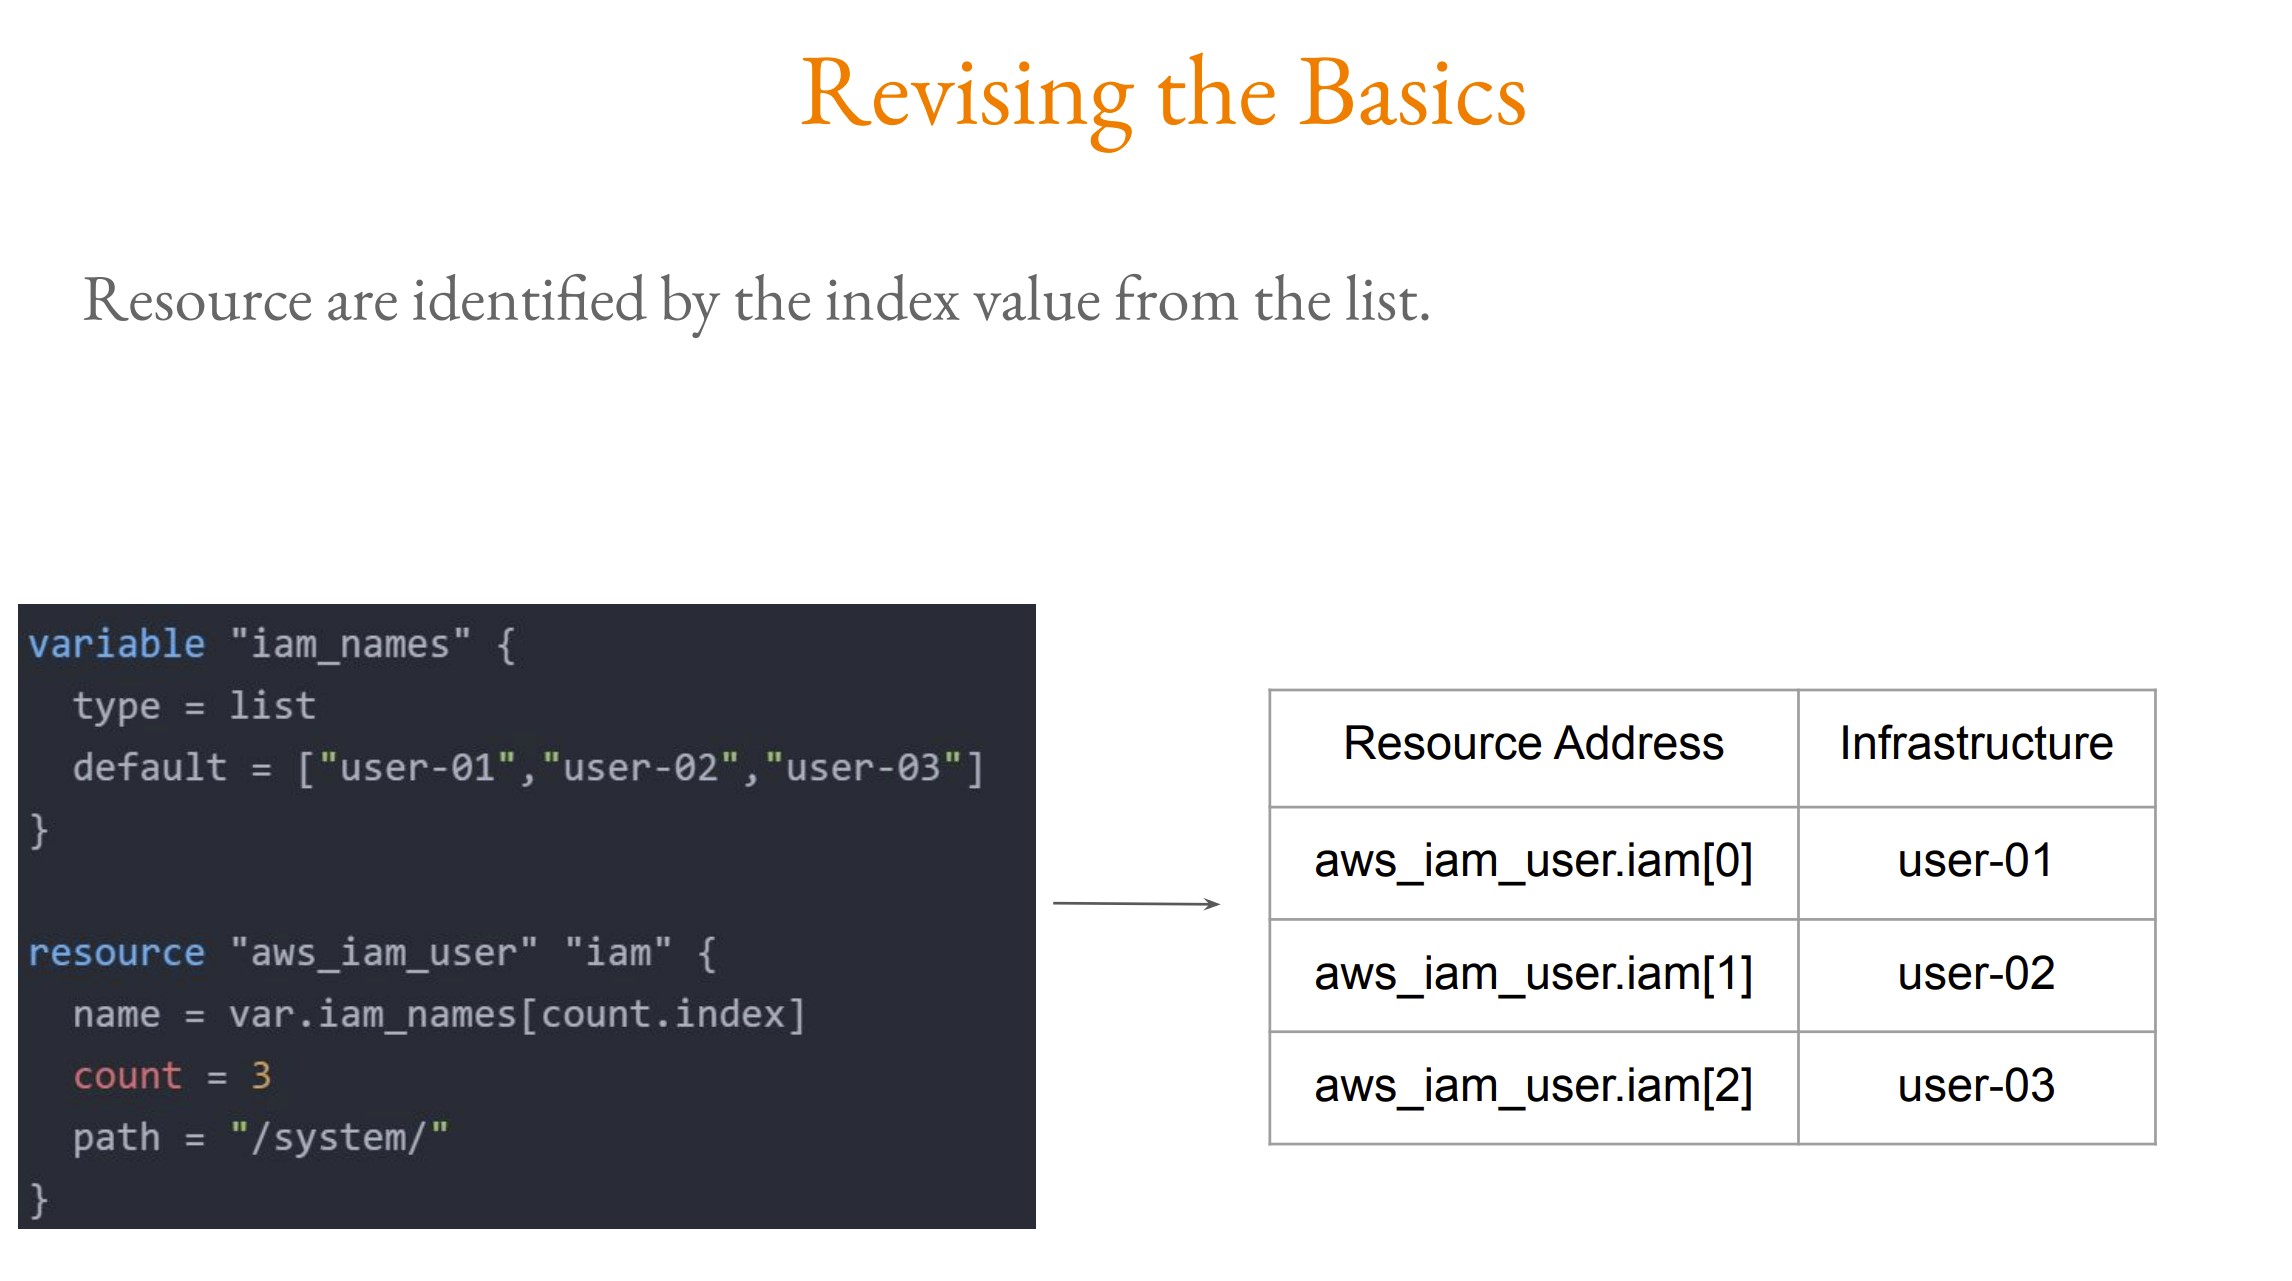 Revising the Basics
Resource are identified by the index value from the list.
variable "iam_names" {
  type = list
  default = ["user-01","user-02","user-03"]
}
resource "aws_iam_user" "iam" {
  name = var.iam_names[count.index]
  count = 3
  path = "/system/"
}
Resource Address Infrastructure
aws_iam_user.iam[0] user-01
aws_iam_user.iam[1] user-02
aws_iam_user.iam[2] user-03